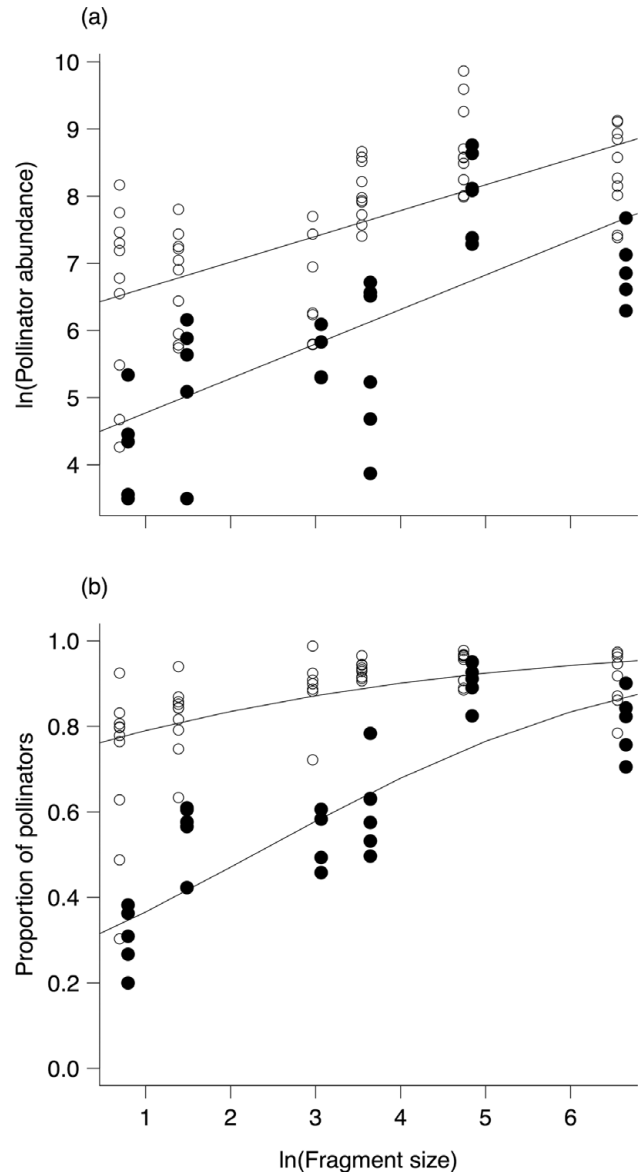 (a)
10
9
8
7
6
5
4
ln(Pollinator abundance)
(b)
1.0
0.8
0.6
0.4
0.2
0.0
Proportion of pollinators
1 2 3 4 5 6
ln(Fragment size)